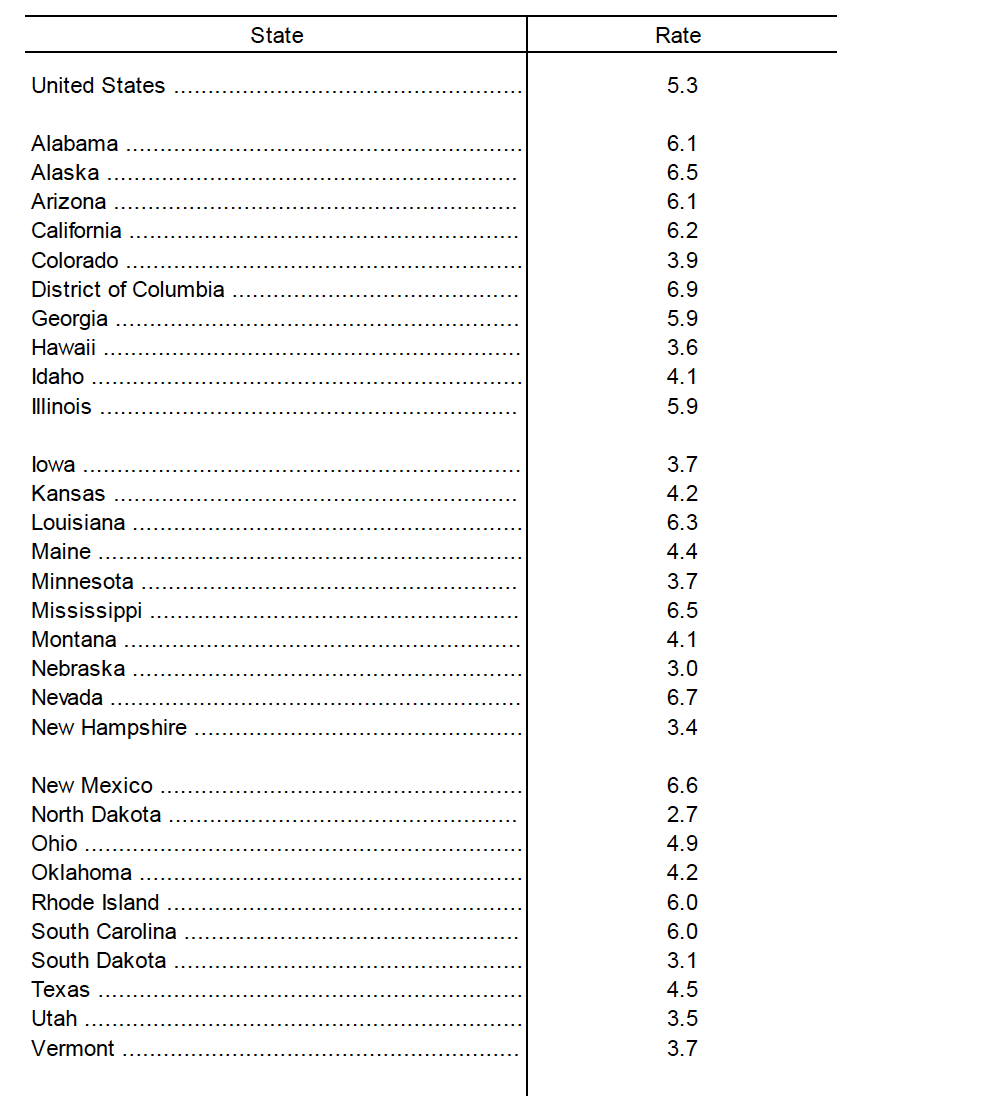 State Rate
United States ................................................... 5.3
Alabama .......................................................... 6.1
Alaska ............................................................ 6.5
Arizona ........................................................... 6.1
California ......................................................... 6.2
Colorado .......................................................... 3.9
District of Columbia .......................................... 6.9
Georgia ........................................................... 5.9
Hawaii ............................................................. 3.6
Idaho ............................................................... 4.1
Illinois ............................................................. 5.9
Iowa ................................................................ 3.7
Kansas ........................................................... 4.2
Louisiana ......................................................... 6.3
Maine .............................................................. 4.4
Minnesota ....................................................... 3.7
Mississippi ...................................................... 6.5
Montana .......................................................... 4.1
Nebraska ......................................................... 3.0
Nevada ............................................................ 6.7
New Hampshire ................................................ 3.4
New Mexico ..................................................... 6.6
North Dakota ................................................... 2.7
Ohio ................................................................ 4.9
Oklahoma ........................................................ 4.2
Rhode Island .................................................... 6.0
South Carolina ................................................. 6.0
South Dakota ................................................... 3.1
Texas .............................................................. 4.5
Utah ................................................................ 3.5
Vermont .......................................................... 3.7